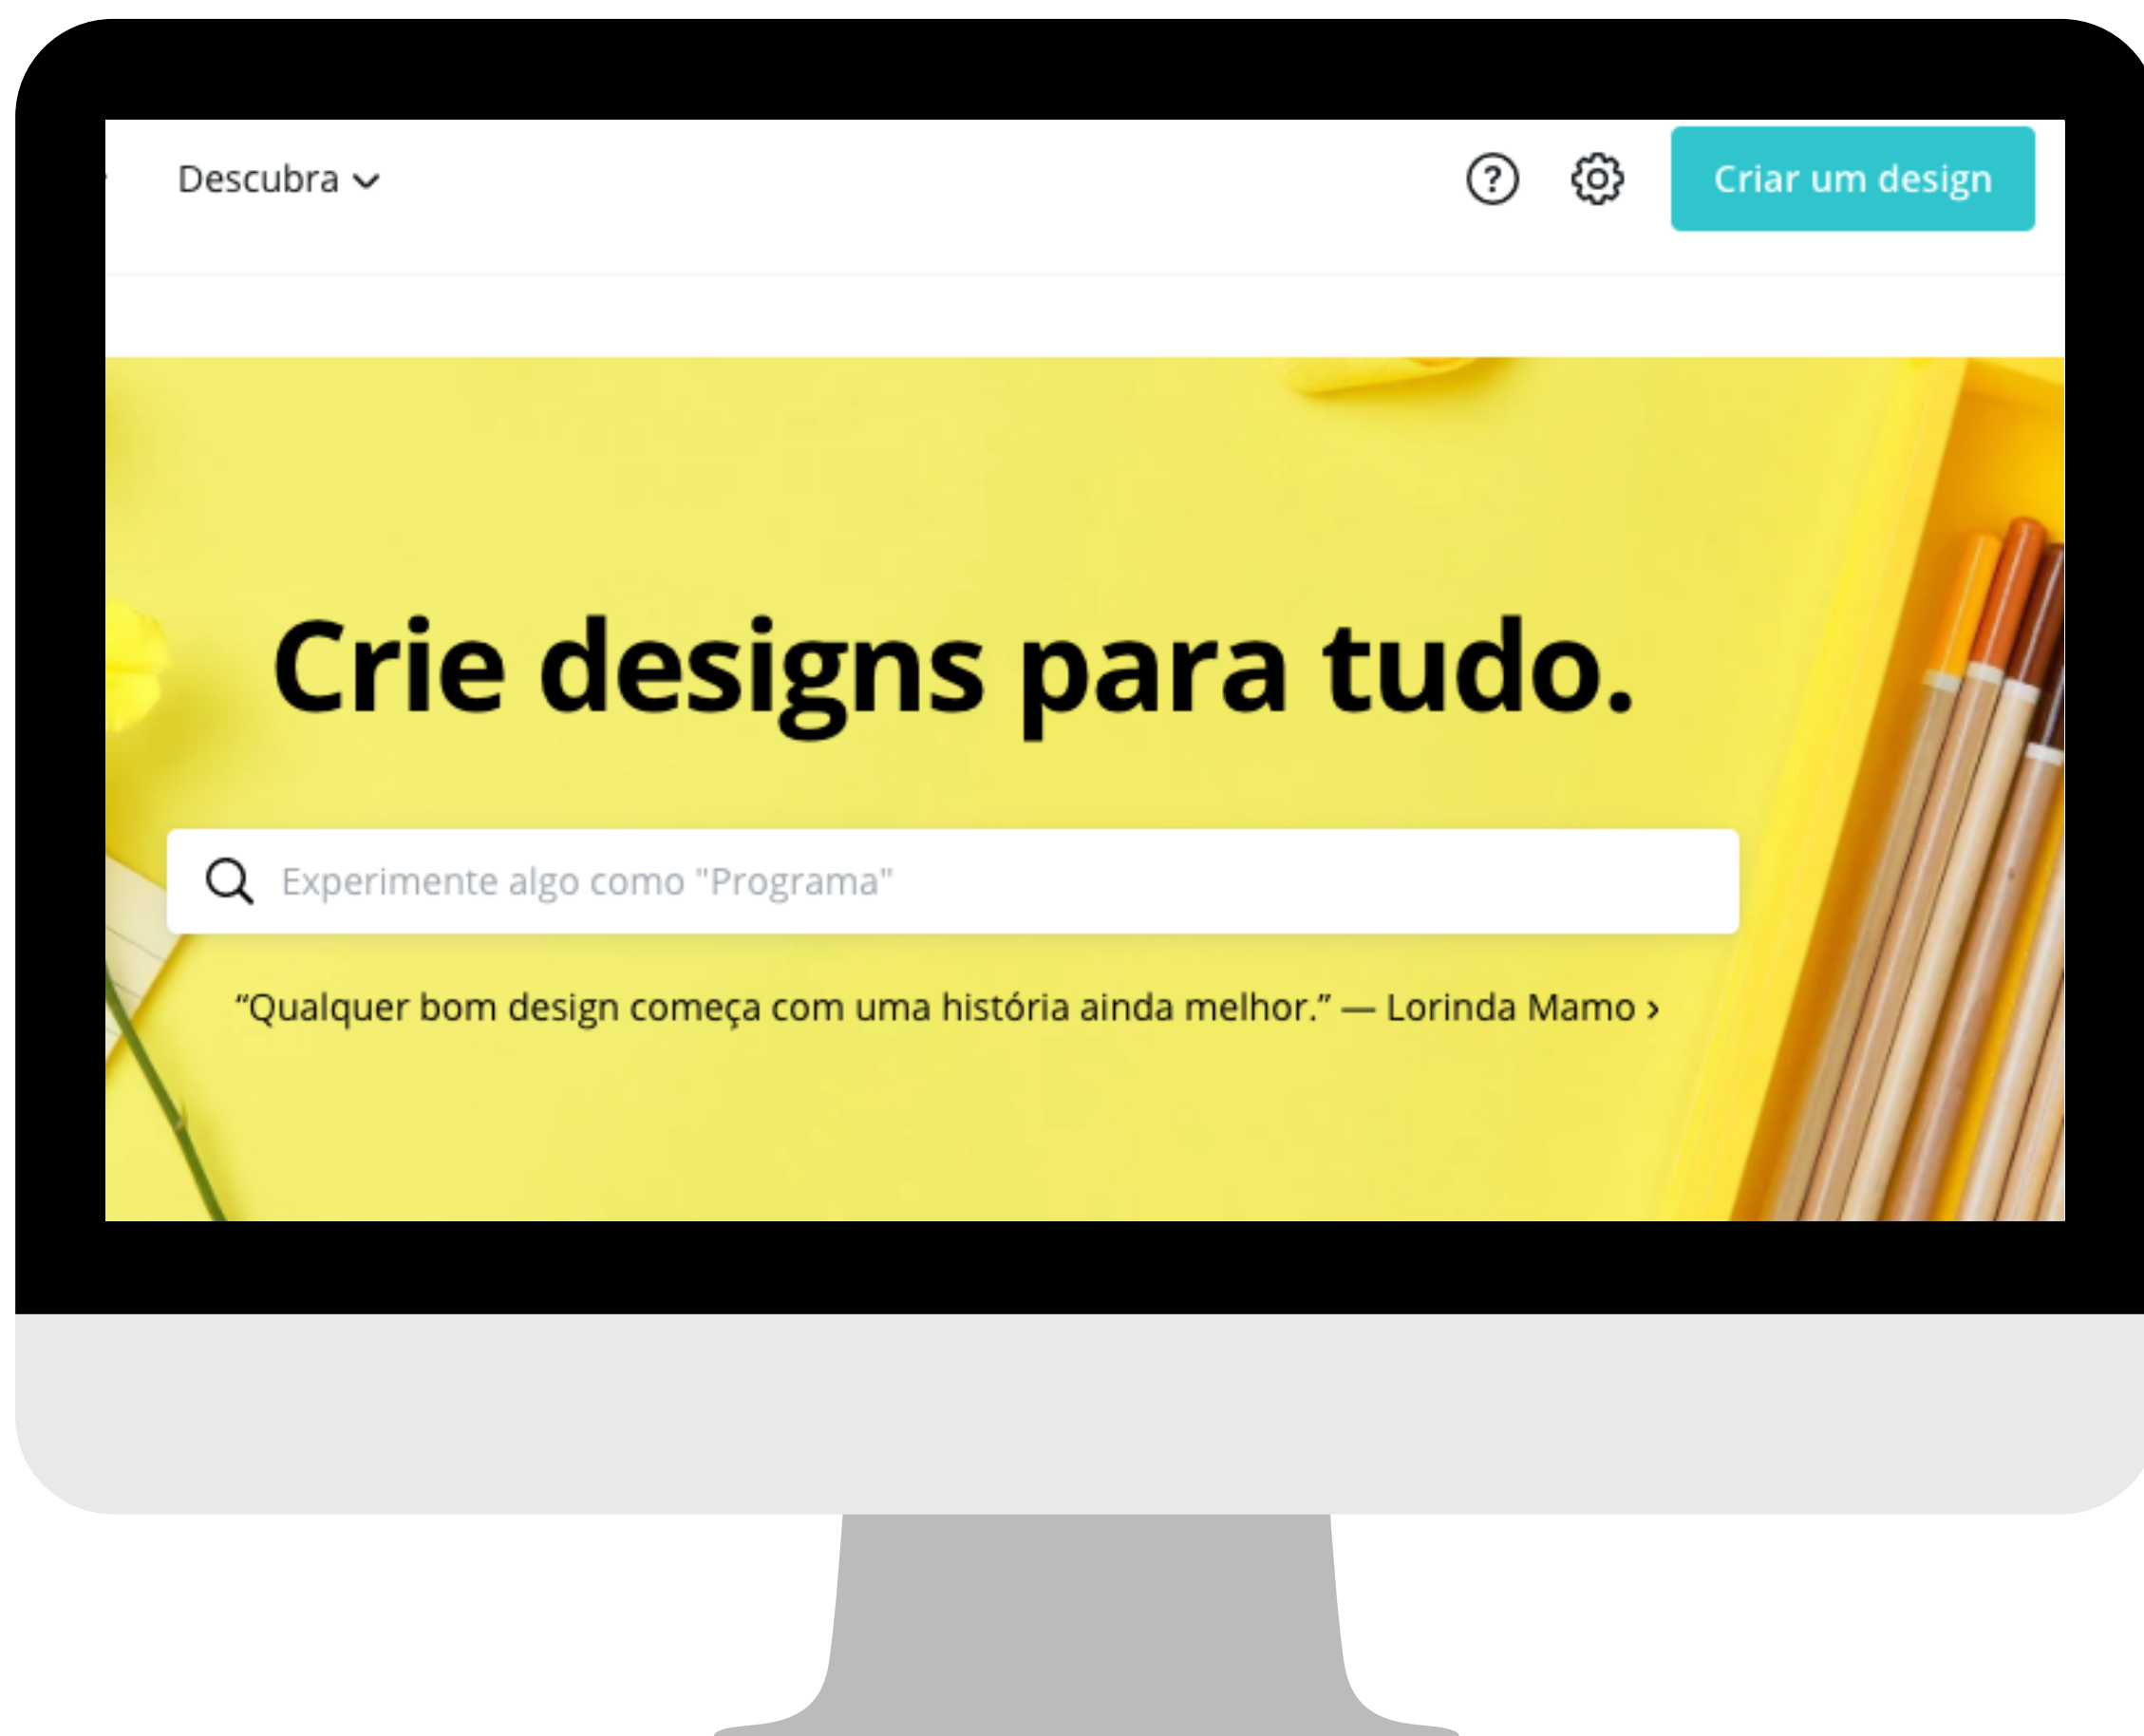 Descubra
Criar um design
Crie designs para tudo.
Experimente algo como "Programa"
“Qualquer bom design começa com uma história ainda melhor.” — Lorinda Mamo ›